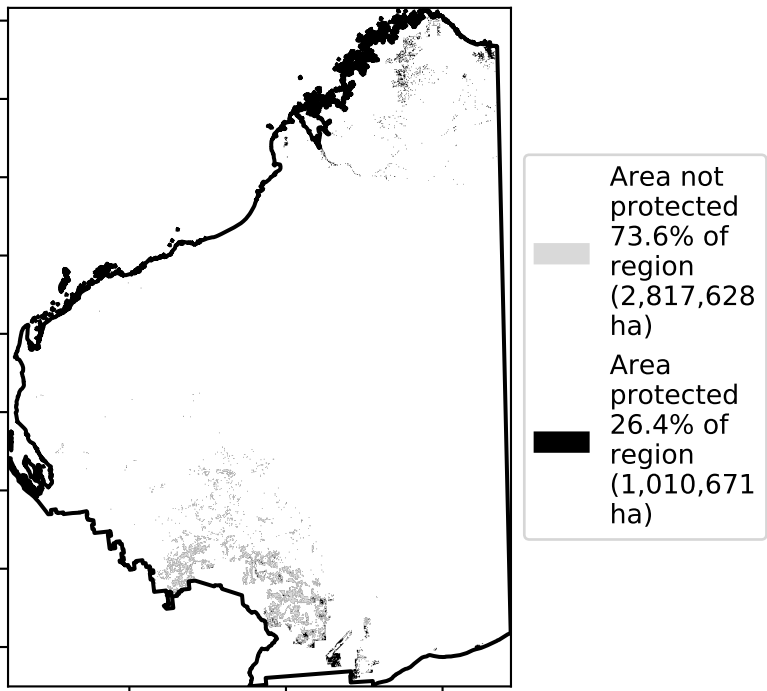 Area not
protected
73.6% of
region
(2,817,628
ha)
Area
protected
26.4% of
region
(1,010,671
ha)